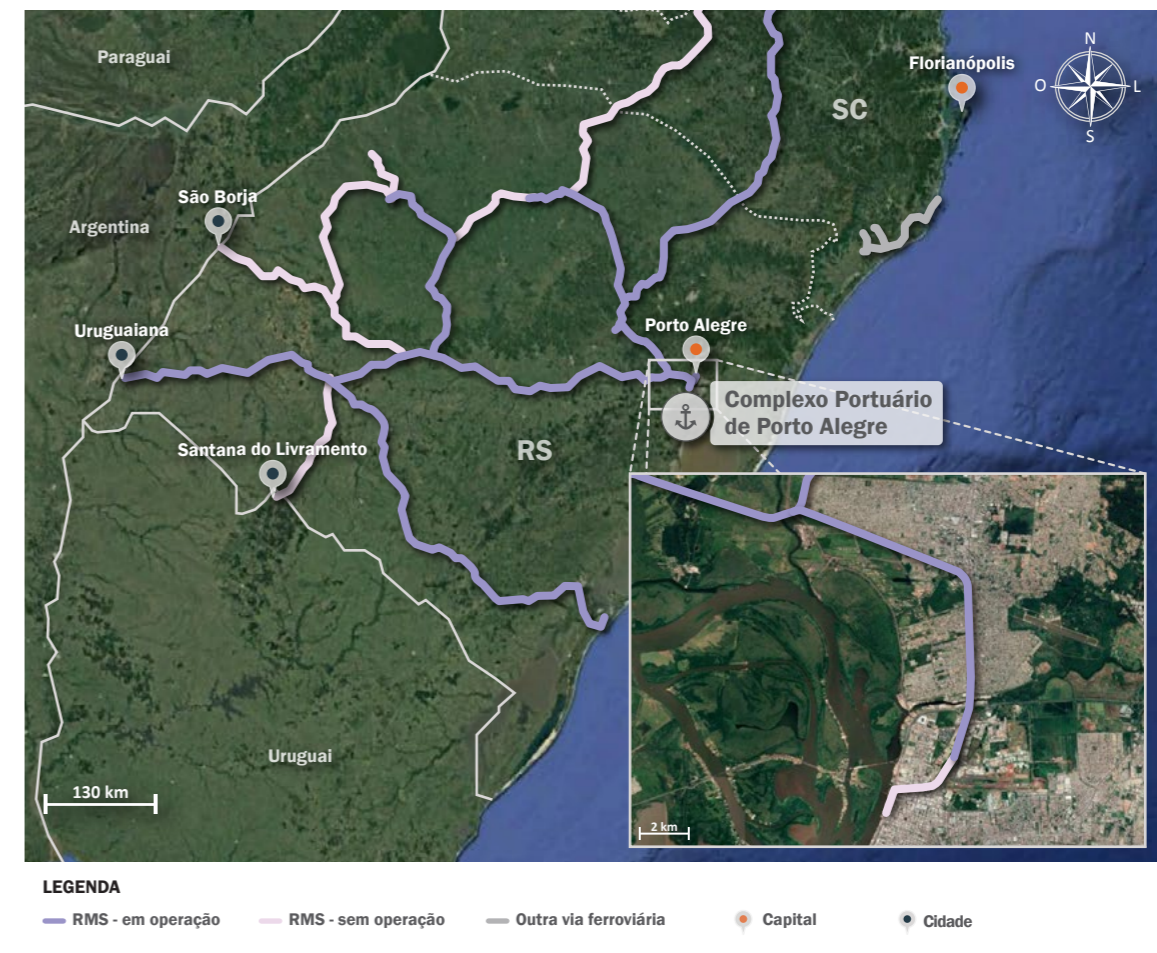 Paraguai
Florianópolis
N
O
L
S
SC
São Borja
Argentina
Uruguaiana
Porto Alegre
Complexo Portuário
de Porto Alegre
Santana do Livramento
RS
Uruguai
130 km
2 km
LEGENDA
RMS - em operação
RMS - sem operação
Outra via ferroviária
Capital
Cidade